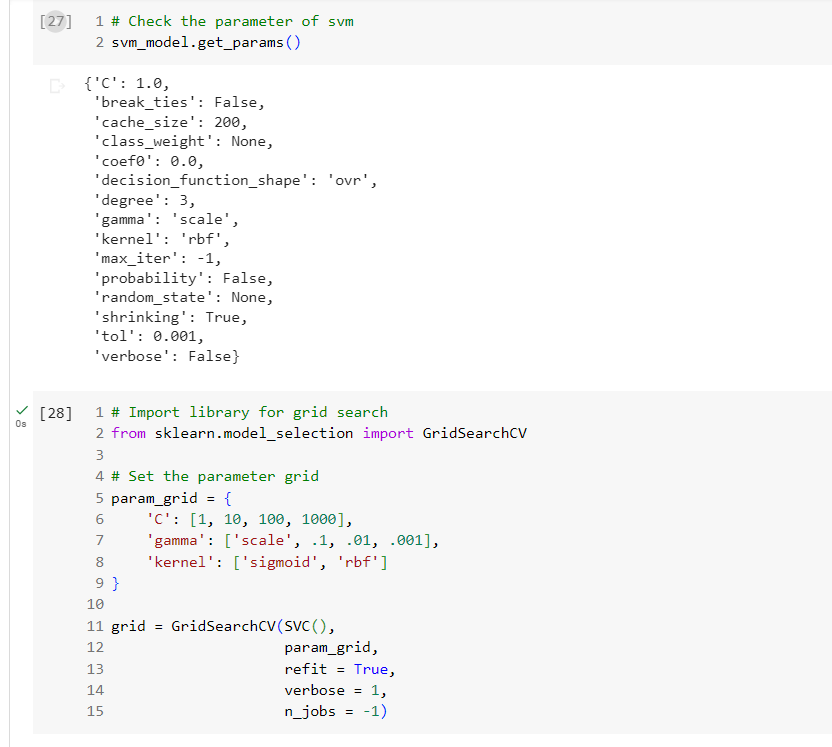 [27] 1 # Check the parameter of svm
2 svm_model.get_params()
{'C': 1.0,
'break_ties': False,
'cache_size': 200,
'class_weight': None,
'coef0': 0.0,
'decision_function_shape': 'ovr',
'degree': 3,
'gamma': 'scale',
'kernel': 'rbf',
'max_iter': -1,
'probability': False,
'random_state': None,
'shrinking': True,
'tol': 0.001,
'verbose': False}
[28] 1 # Import library for grid search
0s 2 from sklearn.model_selection import GridSearchCV
3
4 # Set the parameter grid
5 param_grid = {
6     'C': [1, 10, 100, 1000],
7     'gamma': ['scale', .1, .01, .001],
8     'kernel': ['sigmoid', 'rbf']
9 }
10
11 grid = GridSearchCV(SVC(),
12                     param_grid,
13                     refit = True,
14                     verbose = 1,
15                     n_jobs = -1)